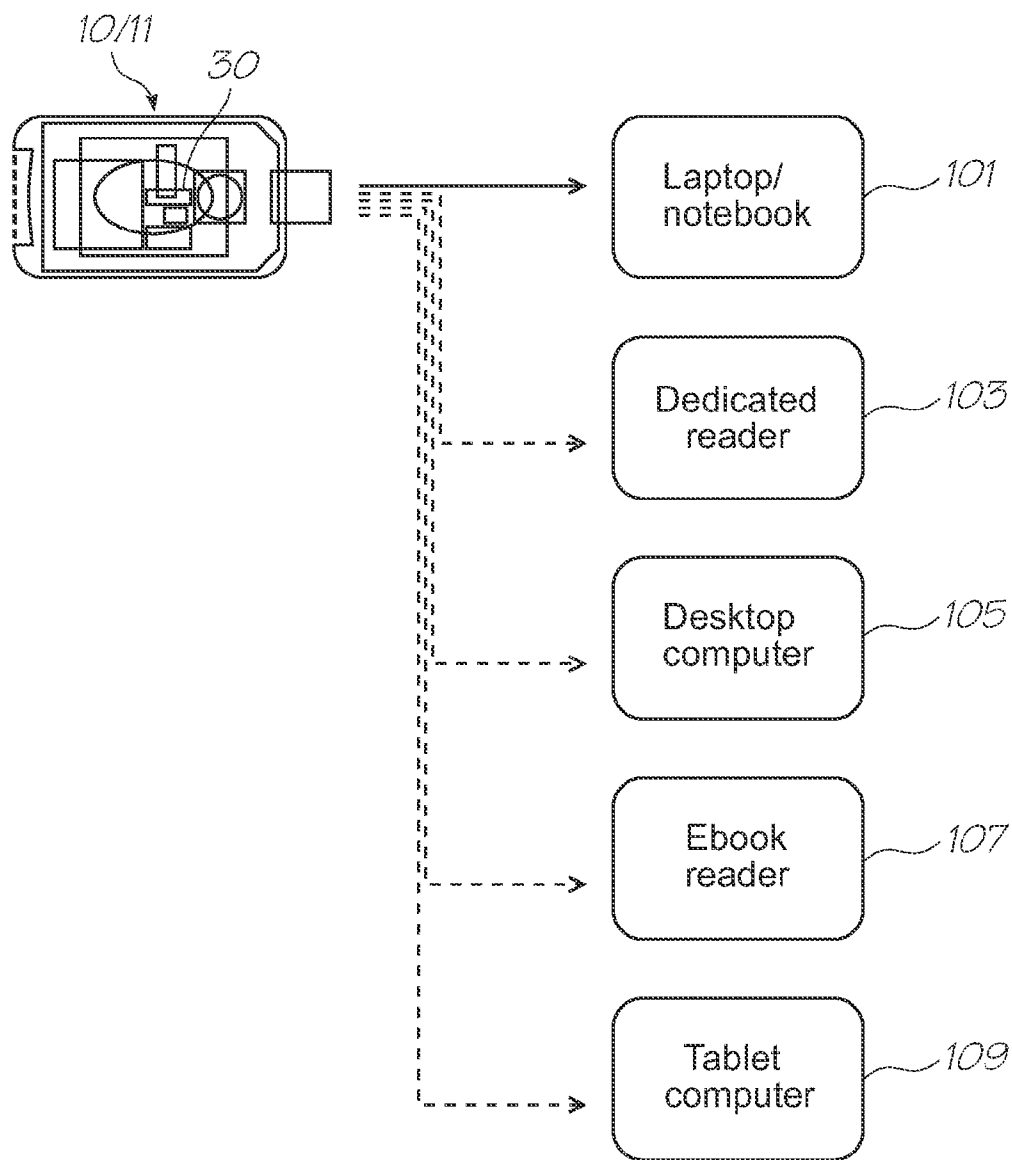 10/11
30
Laptop/
notebook
101
Dedicated
reader
103
Desktop
computer
105
Ebook
reader
107
Tablet
computer
109